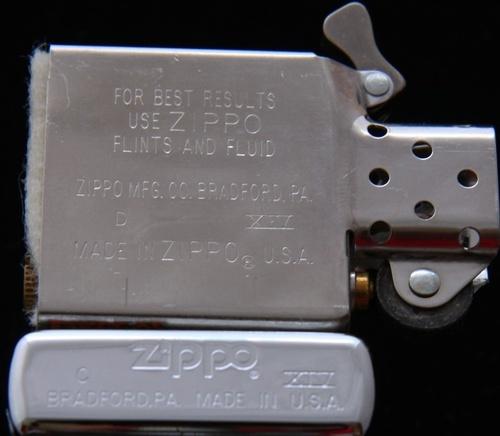 FOR BEST RESULTS
USE ZIPPO
FLINTS AND FLUID
ZIPPO MFG. CO. BRADFORD, PA.
D XIV
MADE IN ZIPPO® U.S.A.
Zippo®
C XIV
BRADFORD, PA. MADE IN U.S.A.